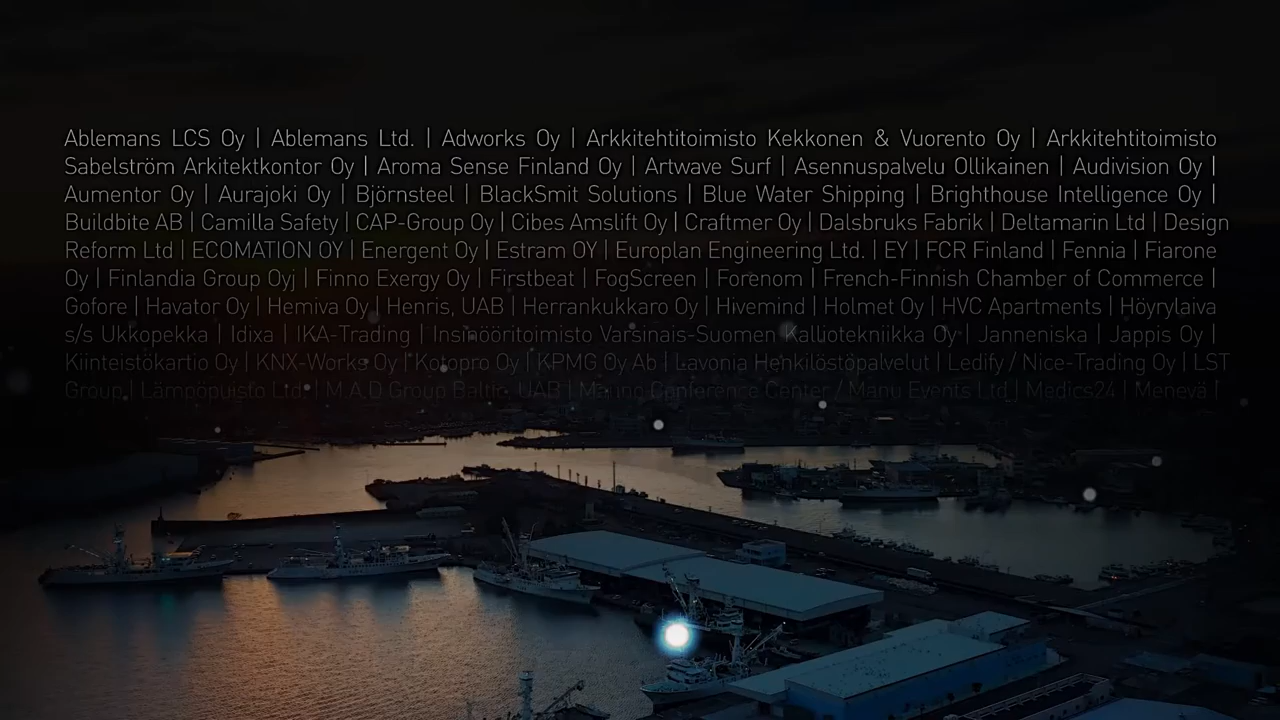 Ablemans LCS Oy | Ablemans Ltd. | Adworks Oy | Arkkitehtitoimisto Kekkonen & Vuorento Oy | Arkkitehtitoimisto
Sabelström Arkitektkontor Oy | Aroma Sense Finland Oy | Artwave Surf | Asennuspalvelu Ollikainen | Audivision Oy |
Aumentor Oy | Aurajoki Oy | Björnsteel | BlackSmit Solutions | Blue Water Shipping | Brighthouse Intelligence Oy |
Buildbite AB | Camilla Safety | CAP-Group Oy | Cibes Amslift Oy | Craftmer Oy | Dalsbruks Fabrik | Deltamarin Ltd | Design
Reform Ltd | ECOMATION OY | Energent Oy | Estram OY | Europlan Engineering Ltd. | EY | FCR Finland | Fennia | Fiarone
Oy | Finlandia Group Oyj | Finno Exergy Oy | Firstbeat | FogScreen | Forenom | French-Finnish Chamber of Commerce |
Gofore | Havator Oy | Hemiva Oy | Henris, UAB | Herrankukkaro Oy | Hivemind | Holmet Oy | HVC Apartments | Höyrylaiva
s/s Ukkopekka | Idixa | IKA-Trading | Insinööritoimisto Varsinais-Suomen Kalliotekniikka Oy | Janneniska | Jappis Oy |
Kiinteistökartio Oy | KNX-Works Oy | Kotopro Oy | KPMG Oy Ab | Lavonia Henkilöstöpalvelut | Ledify / Nice-Trading Oy | LST
Group | Lämpöpuisto Ltd. | M.A.D Group Baltic, UAB | Marino Conference Center / Manu Events Ltd | Medics24 | Menevä |